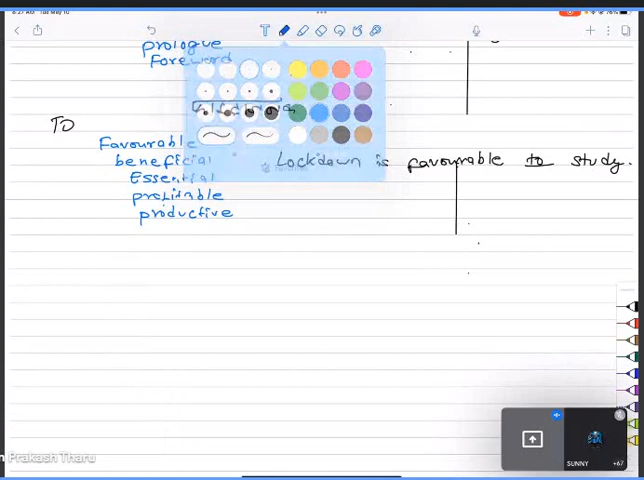 prologue
Foreword
TO
Favourable
beneficial
Essential
profitable
productive
Lockdown is favourable to study.
Prakash Tharu
SUNNY
+67